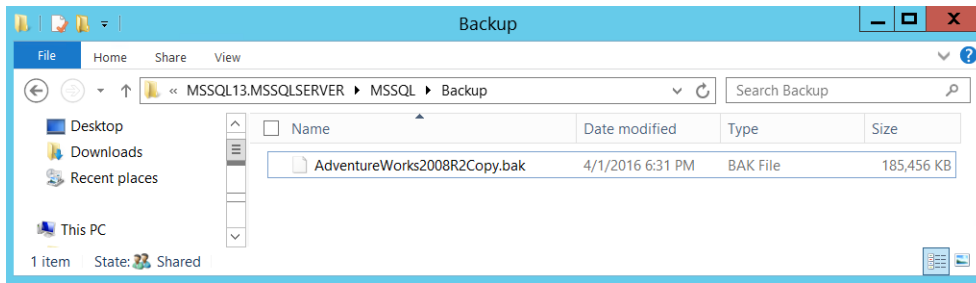 Backup
X
File Home Share View ?
« MSSQL13.MSSQLSERVER MSSQL Backup Search Backup
Desktop
Downloads
Recent places
This PC
Name Date modified Type Size
AdventureWorks2008R2Copy.bak 4/1/2016 6:31 PM BAK File 185,456 KB
1 item State: Shared